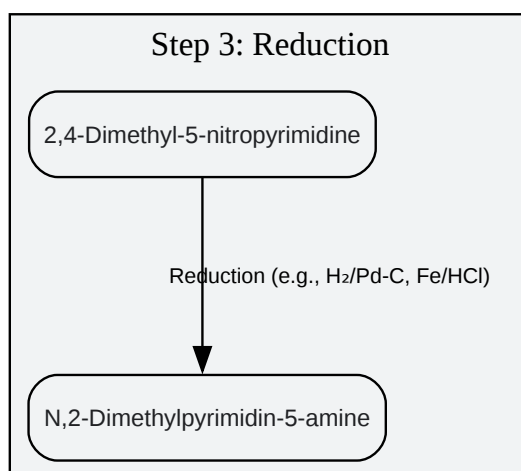 Step 3: Reduction
2,4-Dimethyl-5-nitropyrimidine
Reduction (e.g., H₂/Pd-C, Fe/HCl)
N,2-Dimethylpyrimidin-5-amine